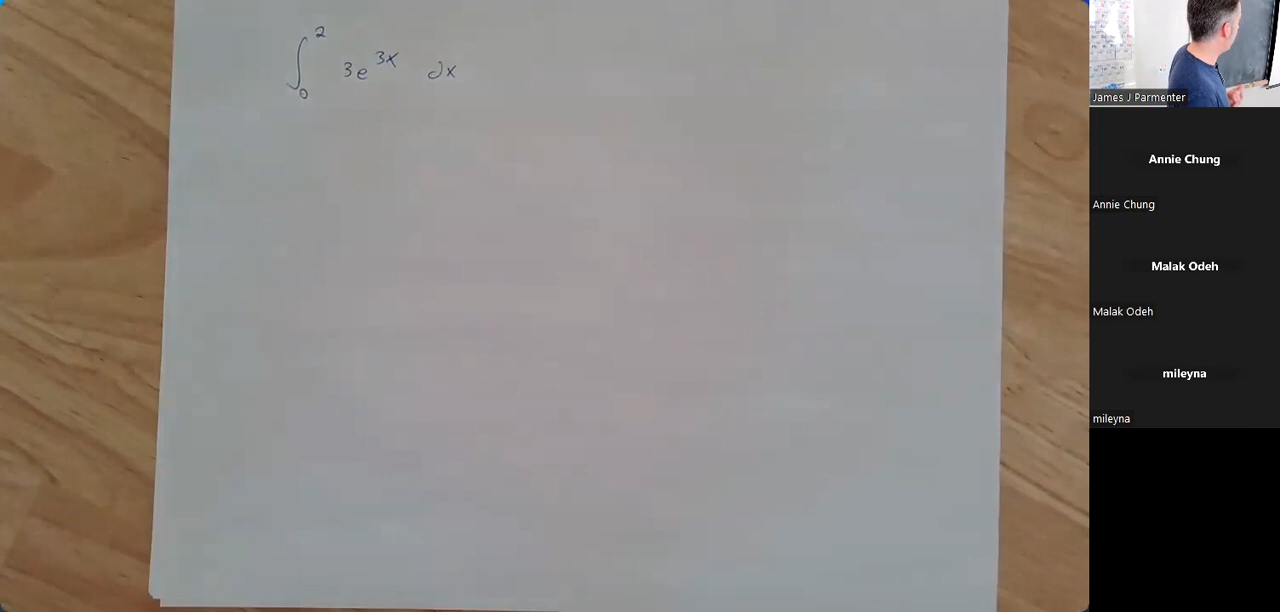 ∫₀² 3e^{3x} dx
James J Parmenter
Annie Chung
Annie Chung
Malak Odeh
Malak Odeh
mileyna
mileyna